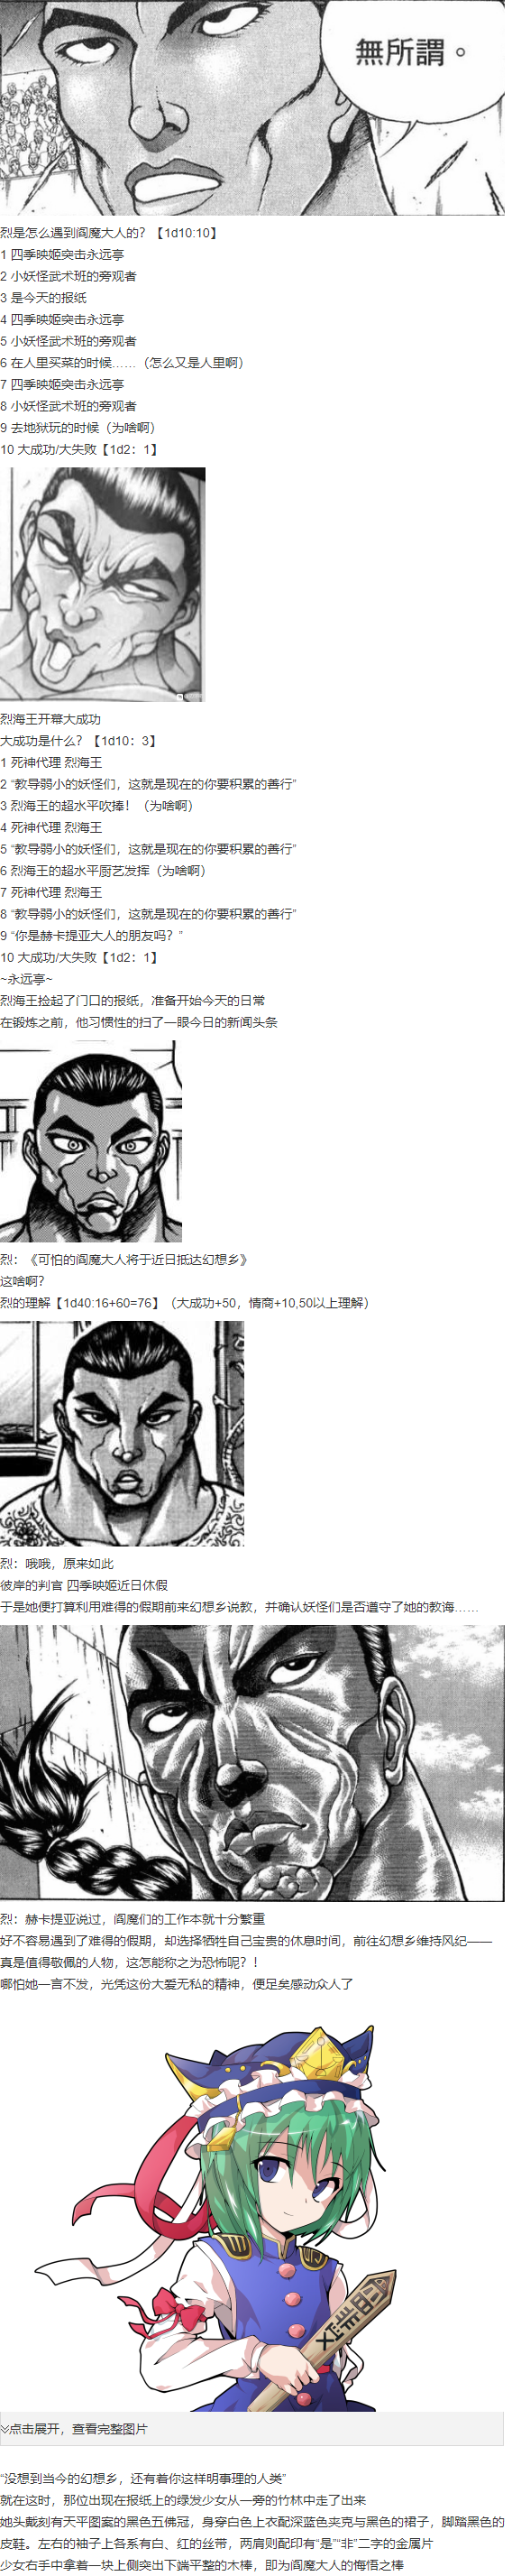 無所謂。
烈是怎么遇到阎魔大人的？【1d10:10】
1 四季映姬突击永远亭
2 小妖怪武术班的旁观者
3 是今天的报纸
4 四季映姬突击永远亭
5 小妖怪武术班的旁观者
6 在人里买菜的时候……（怎么又是人里啊）
7 四季映姬突击永远亭
8 小妖怪武术班的旁观者
9 去地狱玩的时候（为啥啊）
10 大成功/大失败【1d2：1】
烈海王开幕大成功
大成功是什么？【1d10：3】
1 死神代理 烈海王
2 “教导弱小的妖怪们，这就是现在的你要积累的善行”
3 烈海王的超水平吹捧！（为啥啊）
4 死神代理 烈海王
5 “教导弱小的妖怪们，这就是现在的你要积累的善行”
6 烈海王的超水平厨艺发挥（为啥啊）
7 死神代理 烈海王
8 “教导弱小的妖怪们，这就是现在的你要积累的善行”
9 “你是赫卡提亚大人的朋友吗？”
10 大成功/大失败【1d2：1】
~永远亭~
烈海王捡起了门口的报纸，准备开始今天的日常
在锻炼之前，他习惯性的扫了一眼今日的新闻头条
烈：《可怕的阎魔大人将于近日抵达幻想乡》
这啥啊？
烈的理解【1d40:16+60=76】（大成功+50，情商+10,50以上理解）
烈：哦哦，原来如此
彼岸的判官 四季映姬近日休假
于是她便打算利用难得的假期前来幻想乡说教，并确认妖怪们是否遵守了她的教诲……
烈：赫卡提亚说过，阎魔们的工作本就十分繁重
好不容易遇到了难得的假期，却选择牺牲自己宝贵的休息时间，前往幻想乡维持风纪——
真是值得敬佩的人物，这怎能称之为恐怖呢？！
哪怕她一言不发，光凭这份大爱无私的精神，便足矣感动众人了
点击展开，查看完整图片
“没想到当今的幻想乡，还有着你这样明事理的人类”
就在这时，那位出现在报纸上的绿发少女从一旁的竹林中走了出来
她头戴刻有天平图案的黑色五佛冠，身穿白色上衣配深蓝色夹克与黑色的裙子，脚踏黑色的
皮鞋。左右的袖子上各系有白、红的丝带，两肩则配印有“是”“非”二字的金属片
少女右手中拿着一块上侧突出下端平整的木棒，即为阎魔大人的悔悟之棒